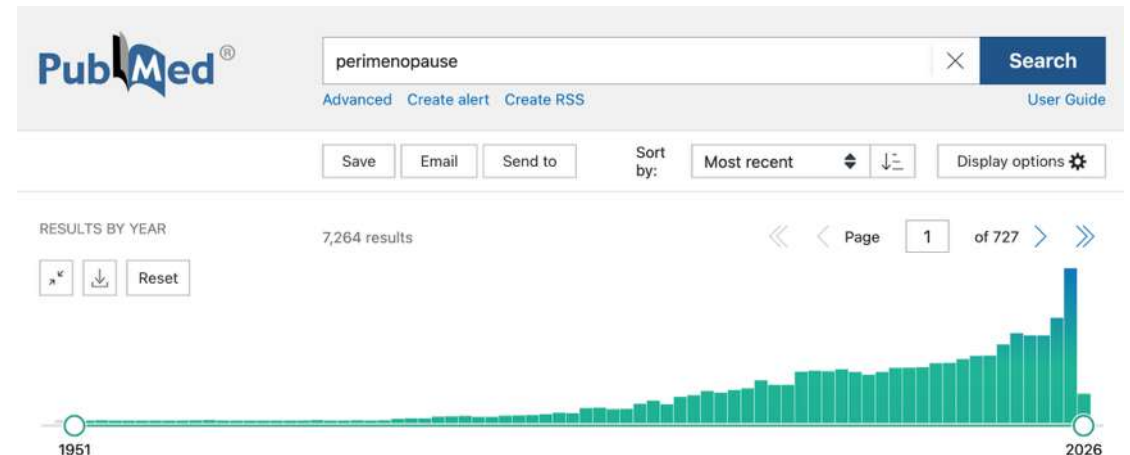 PubMed®
perimenopause
Search
Advanced Create alert Create RSS
User Guide
Save Email Send to
Sort by:
Most recent
Display options
RESULTS BY YEAR
7,264 results
Page 1 of 727
Reset
1951
2026